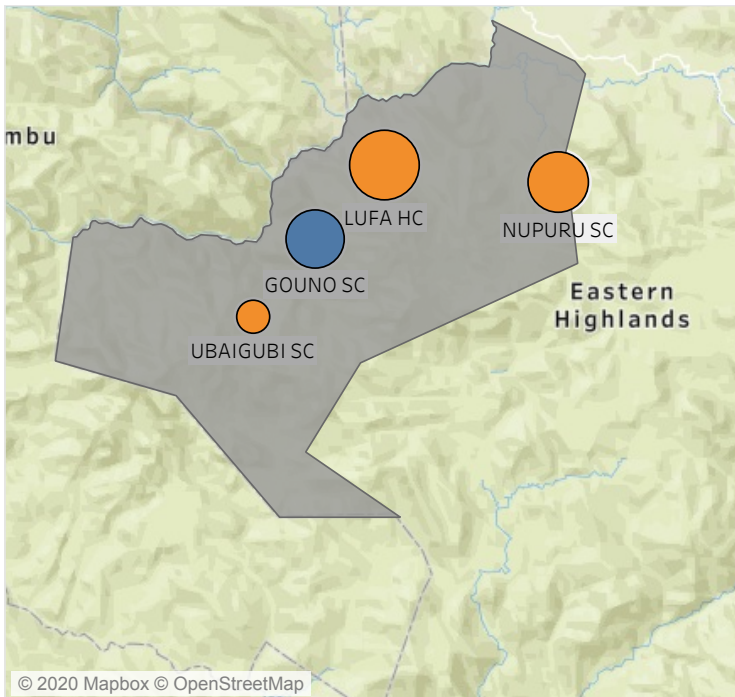 mbu
LUFA HC
NUPURU SC
GOUNO SC
Eastern
Highlands
UBAIGUBI SC
© 2020 Mapbox © OpenStreetMap